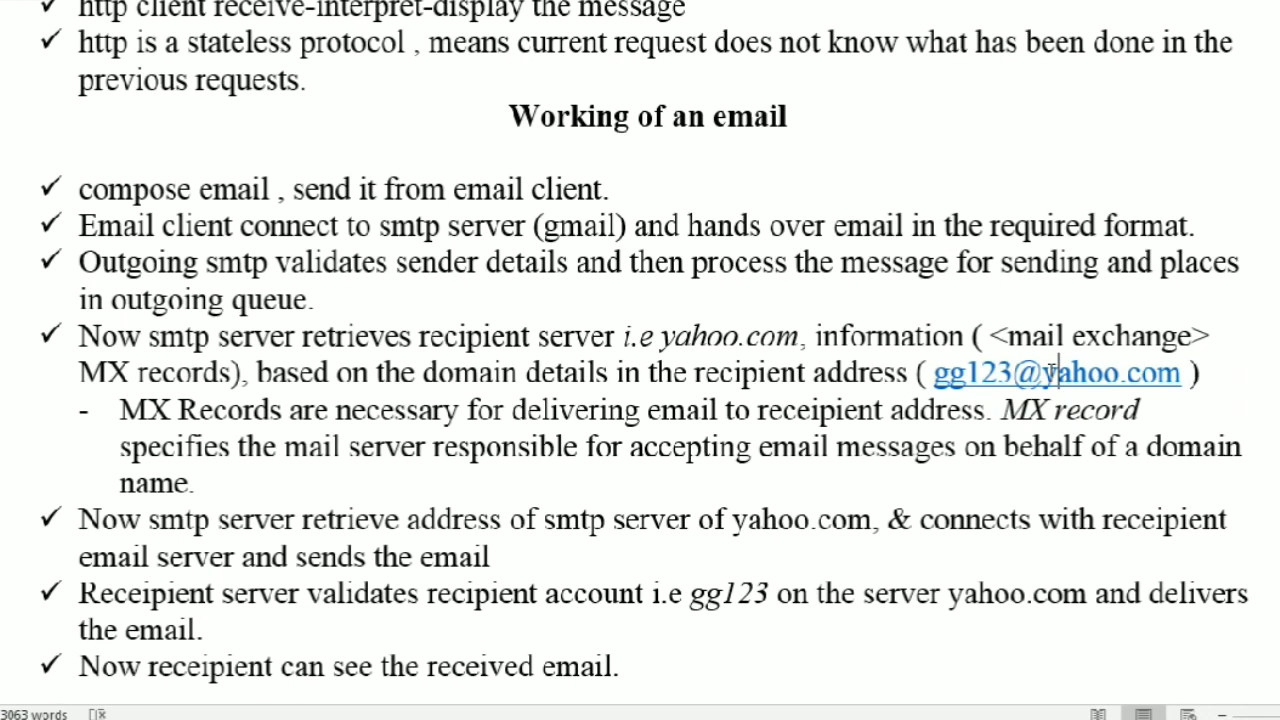 ✓ http client receive-interpret-display the message
✓ http is a stateless protocol , means current request does not know what has been done in the
previous requests.
Working of an email
✓ compose email , send it from email client.
✓ Email client connect to smtp server (gmail) and hands over email in the required format.
✓ Outgoing smtp validates sender details and then process the message for sending and places
in outgoing queue.
✓ Now smtp server retrieves recipient server i.e yahoo.com, information ( <mail exchange>
MX records), based on the domain details in the recipient address ( gg123@yahoo.com )
- MX Records are necessary for delivering email to receipient address. MX record
specifies the mail server responsible for accepting email messages on behalf of a domain
name.
✓ Now smtp server retrieve address of smtp server of yahoo.com, & connects with receipient
email server and sends the email
✓ Receipient server validates recipient account i.e gg123 on the server yahoo.com and delivers
the email.
✓ Now receipient can see the received email.
3063 words